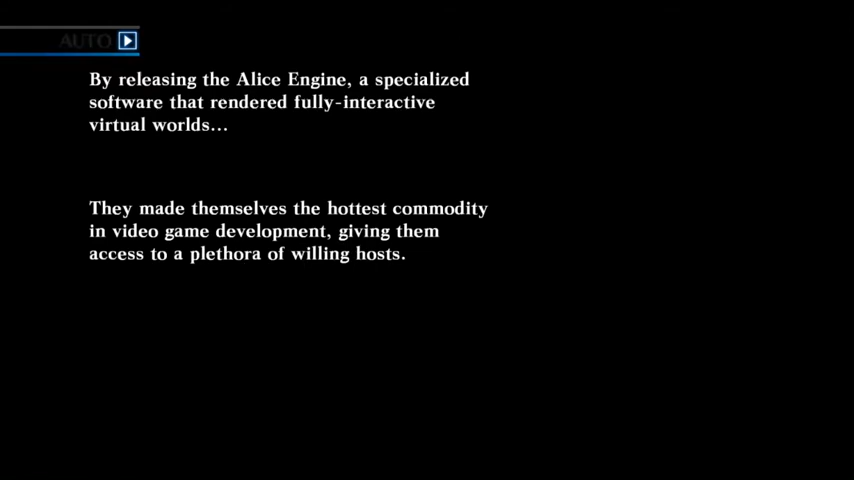 AUTO
By releasing the Alice Engine, a specialized
software that rendered fully-interactive
virtual worlds...
They made themselves the hottest commodity
in video game development, giving them
access to a plethora of willing hosts.